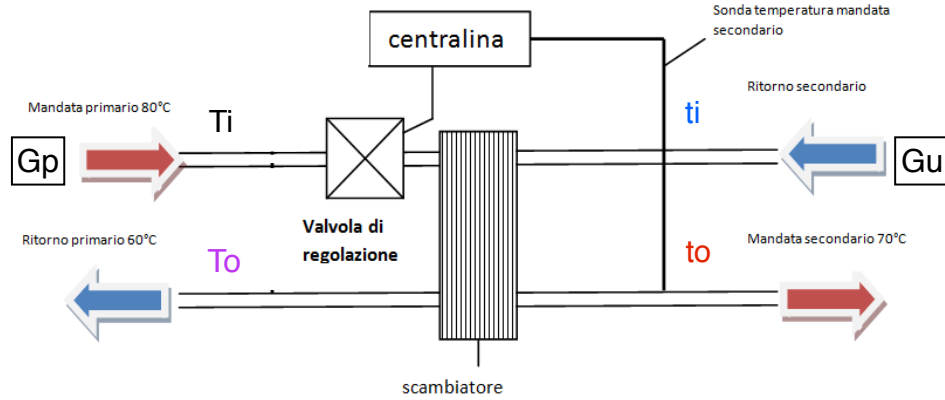 Sonda temperatura mandata
secondario
centralina
Mandata primario 80°C
Ti
ti
Ritorno secondario
Gp
Gu
Valvola di
regolazione
Ritorno primario 60°C
To
to
Mandata secondario 70°C
scambiatore